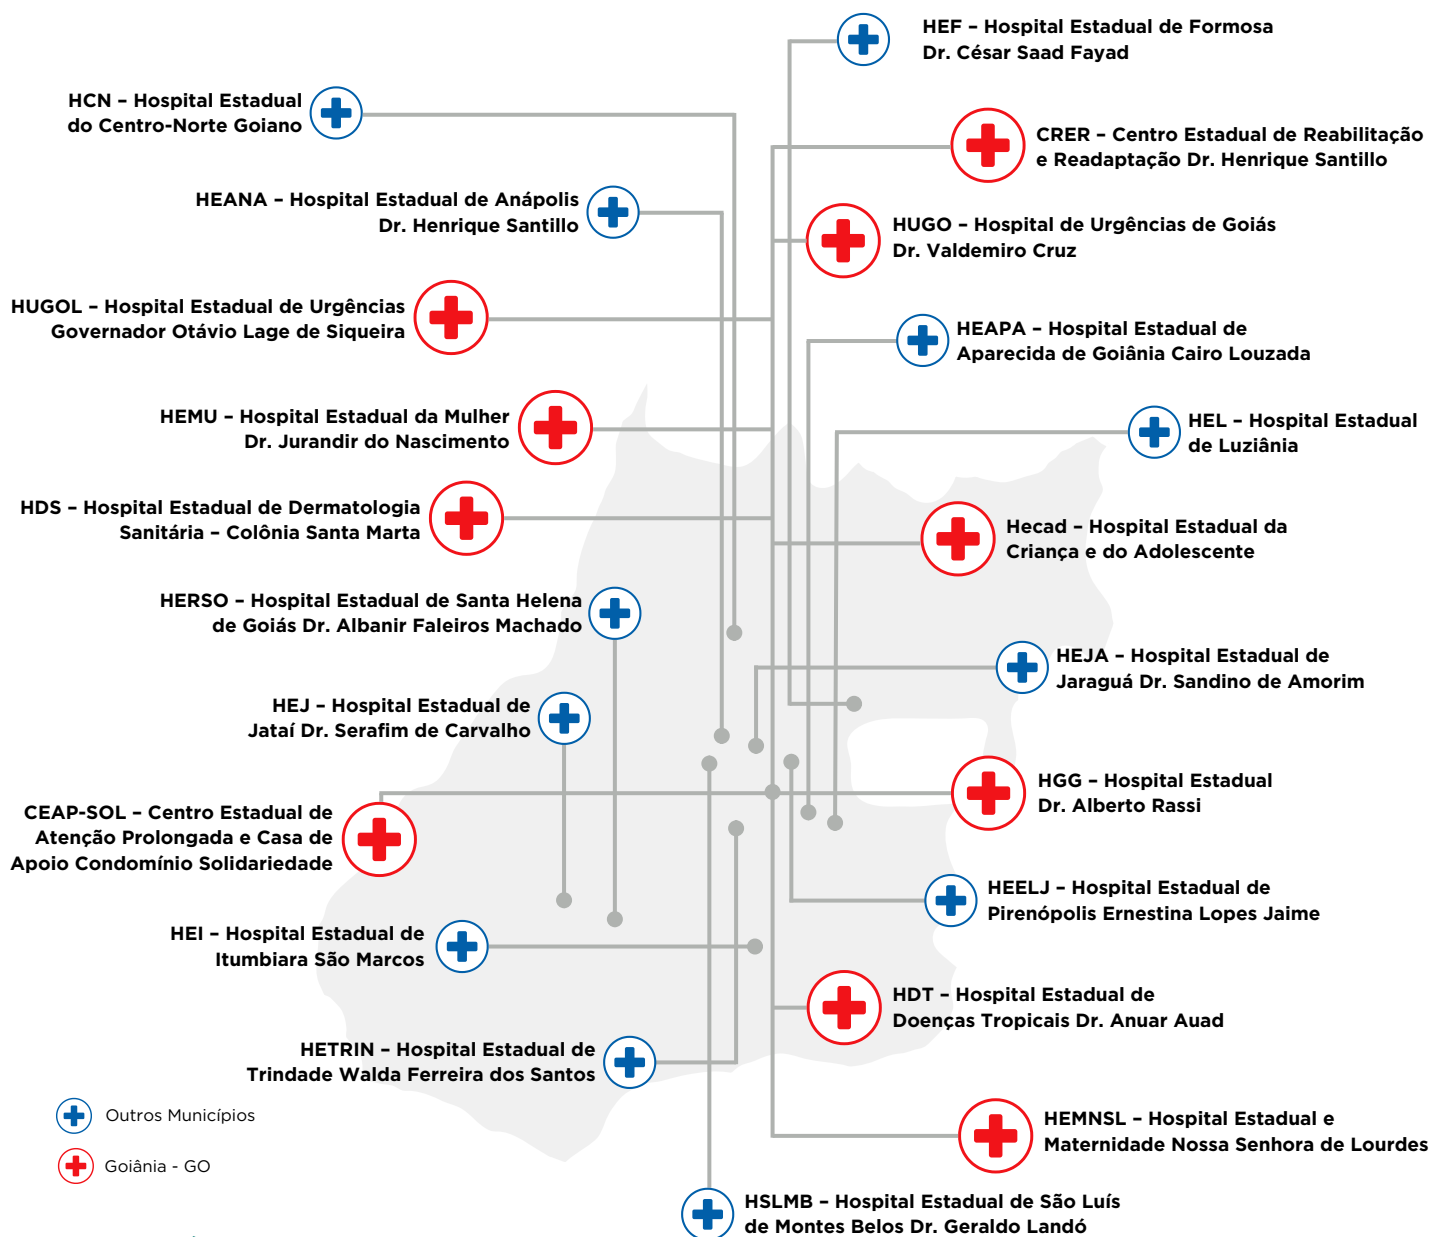 HEF – Hospital Estadual de Formosa
Dr. César Saad Fayad
HCN – Hospital Estadual
do Centro-Norte Goiano
CRER – Centro Estadual de Reabilitação
e Readaptação Dr. Henrique Santillo
HEANA – Hospital Estadual de Anápolis
Dr. Henrique Santillo
HUGO – Hospital de Urgências de Goiás
Dr. Valdemiro Cruz
HUGOL – Hospital Estadual de Urgências
Governador Otávio Lage de Siqueira
HEAPA – Hospital Estadual de
Aparecida de Goiânia Cairo Louzada
HEMU – Hospital Estadual da Mulher
Dr. Jurandir do Nascimento
HEL – Hospital Estadual
de Luziânia
HDS – Hospital Estadual de Dermatologia
Sanitária – Colônia Santa Marta
Hecad – Hospital Estadual da
Criança e do Adolescente
HERSO – Hospital Estadual de Santa Helena
de Goiás Dr. Albanir Faleiros Machado
HEJA – Hospital Estadual de
Jaraguá Dr. Sandino de Amorim
HEJ – Hospital Estadual de
Jataí Dr. Serafim de Carvalho
HGG – Hospital Estadual
Dr. Alberto Rassi
CEAP-SOL – Centro Estadual de
Atenção Prolongada e Casa de
Apoio Condomínio Solidariedade
HEELJ – Hospital Estadual de
Pirenópolis Ernestina Lopes Jaime
HEI – Hospital Estadual de
Itumbiara São Marcos
HDT – Hospital Estadual de
Doenças Tropicais Dr. Anuar Auad
HETRIN – Hospital Estadual de
Trindade Walda Ferreira dos Santos
HEMNSL – Hospital Estadual e
Maternidade Nossa Senhora de Lourdes
Outros Municípios
Goiânia - GO
HSLMB – Hospital Estadual de São Luís
de Montes Belos Dr. Geraldo Landó